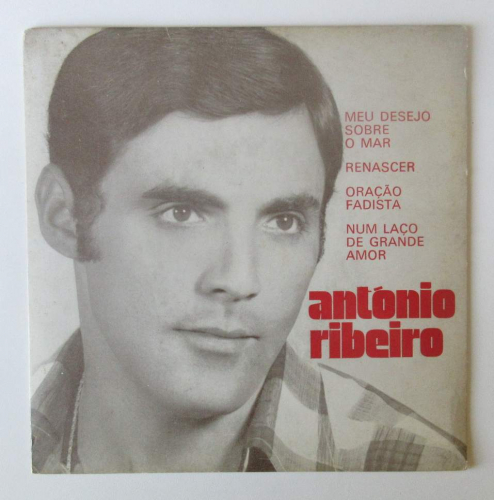 MEU DESEJO
SOBRE
O MAR
RENASCER
ORAÇÃO
FADISTA
NUM LAÇO
DE GRANDE
AMOR
antónio
ribeiro